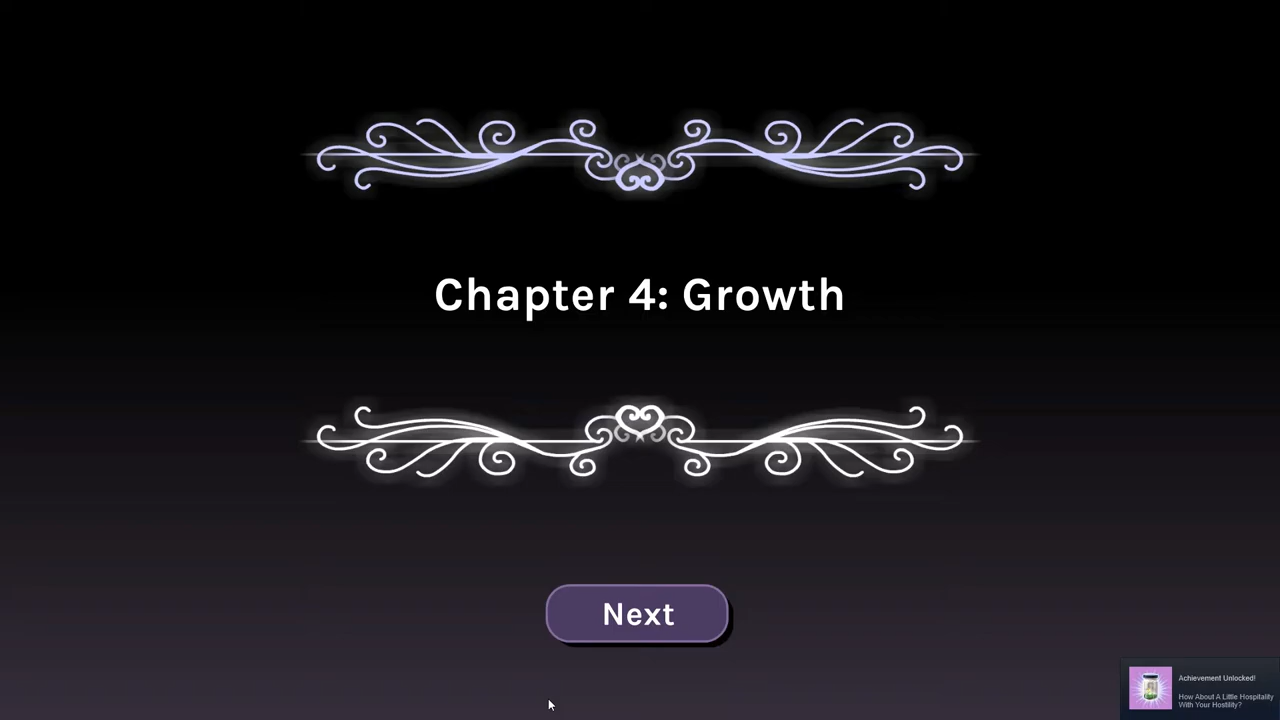 Chapter 4: Growth
Next
Achievement Unlocked!
How About A Little Hospitality
With Your Hostility?